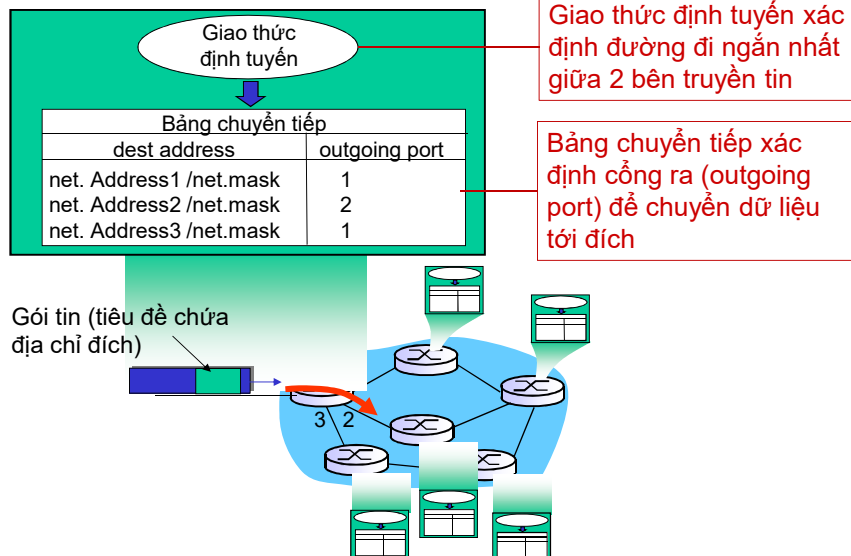 Giao thức
định tuyến
Giao thức định tuyến xác
định đường đi ngắn nhất
giữa 2 bên truyền tin
Bảng chuyển tiếp
dest address outgoing port
net. Address1 /net.mask 1
net. Address2 /net.mask 2
net. Address3 /net.mask 1
Bảng chuyển tiếp xác
định cổng ra (outgoing
port) để chuyển dữ liệu
tới đích
Gói tin (tiêu đề chứa
địa chỉ đích)
3 2